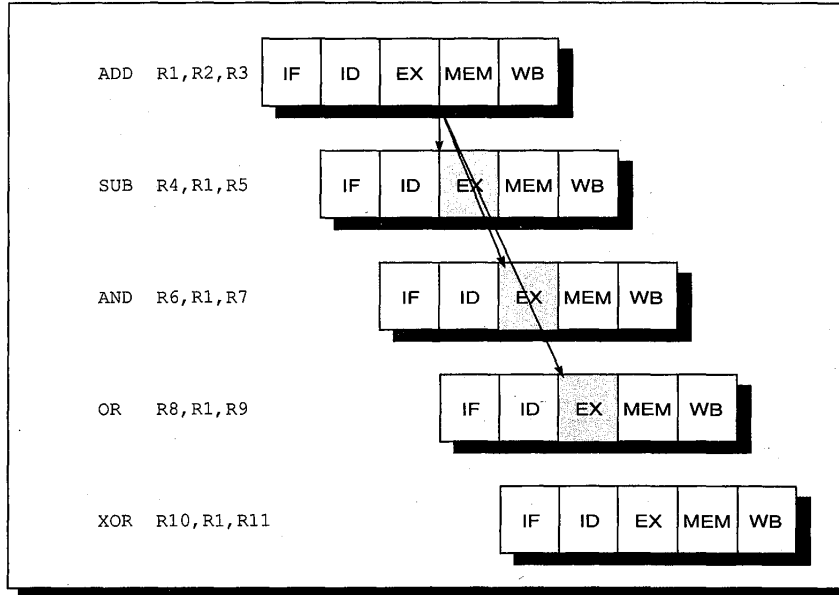 ADD R1,R2,R3 IF ID EX MEM WB
SUB R4,R1,R5 IF ID EX MEM WB
AND R6,R1,R7 IF ID EX MEM WB
OR R8,R1,R9 IF ID EX MEM WB
XOR R10,R1,R11 IF ID EX MEM WB